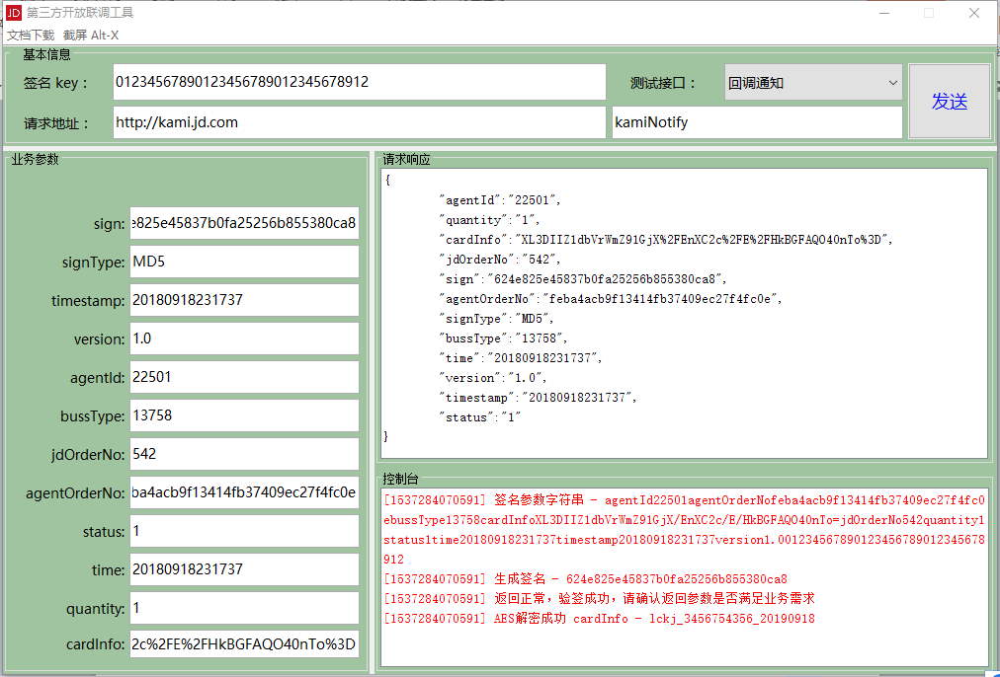 JD 第三方开放联调工具
文档下载 截屏 Alt-X
基本信息
签名 key： 01234567890123456789012345678912 测试接口： 回调通知 发送
请求地址： http://kami.jd.com kamiNotify
业务参数
sign: e825e45837b0fa25256b855380ca8
signType: MD5
timestamp: 20180918231737
version: 1.0
agentId: 22501
bussType: 13758
jdOrderNo: 542
agentOrderNo: ba4acb9f13414fb37409ec27f4fc0e
status: 1
time: 20180918231737
quantity: 1
cardInfo: 2c%2FE%2FHkBGFAQO40nTo%3D
请求响应
{
"agentId":"22501",
"quantity":"1",
"cardInfo":"XL3DIIZ1dbVrWmZ91GjX%2FEnXC2c%2FE%2FHkBGFAQO40nTo%3D",
"jdOrderNo":"542",
"sign":"624e825e45837b0fa25256b855380ca8",
"agentOrderNo":"feba4acb9f13414fb37409ec27f4fc0e",
"signType":"MD5",
"bussType":"13758",
"time":"20180918231737",
"version":"1.0",
"timestamp":"20180918231737",
"status":"1"
}
控制台
[1537284070591] 签名参数字符串 - agentId22501agentOrderNofeba4acb9f13414fb37409ec27f4fc0
ebussType13758cardInfoXL3DIIZ1dbVrWmZ91GjX/EnXC2c/E/HkBGFAQO40nTo=jdOrderNo542quantity1
status1time20180918231737timestamp20180918231737version1.001234567890123456789012345678
912
[1537284070591] 生成签名 - 624e825e45837b0fa25256b855380ca8
[1537284070591] 返回正常，验签成功，请确认返回参数是否满足业务需求
[1537284070591] AES解密成功 cardInfo - lckj_3456754356_20190918